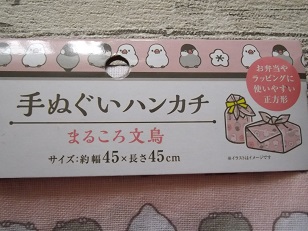 手ぬぐいハンカチ
まるころ文鳥
サイズ:約幅45×長さ45cm
お弁当や
ラッピングに
使いやすい
正方形
※イラストはイメージです